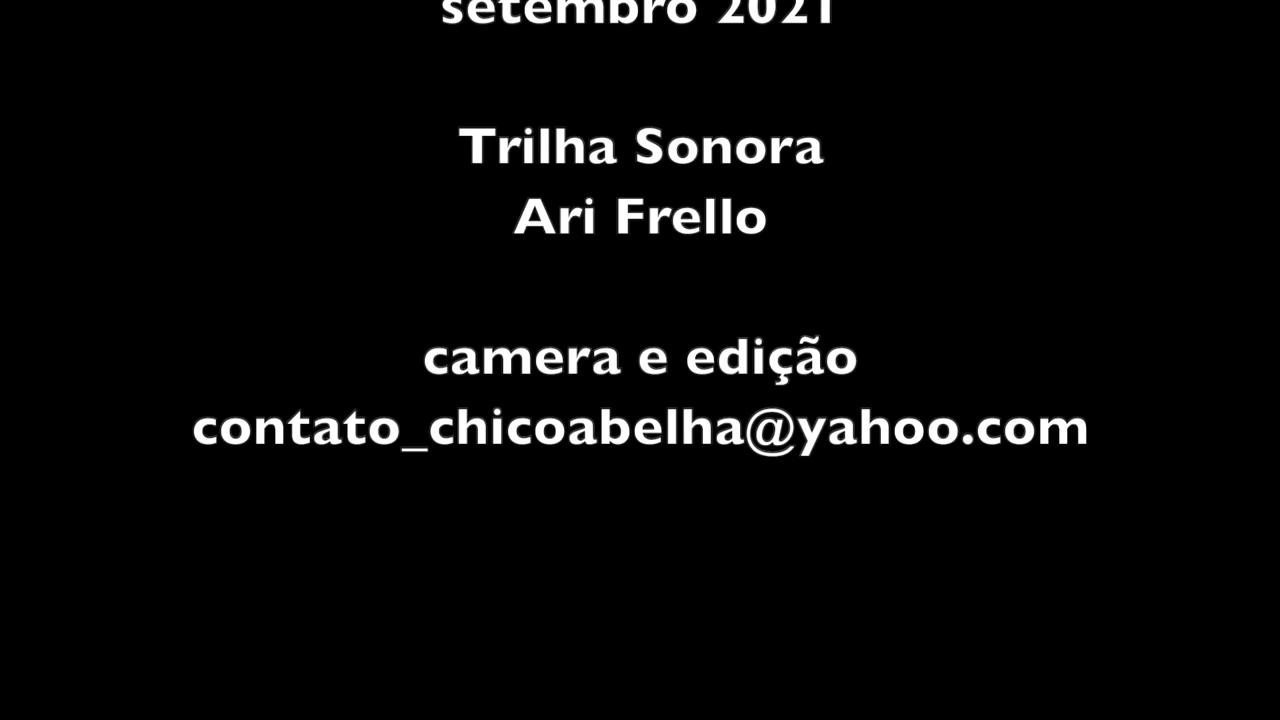 setembro 2021
Trilha Sonora
Ari Frello
camera e edição
contato_chicoabelha@yahoo.com